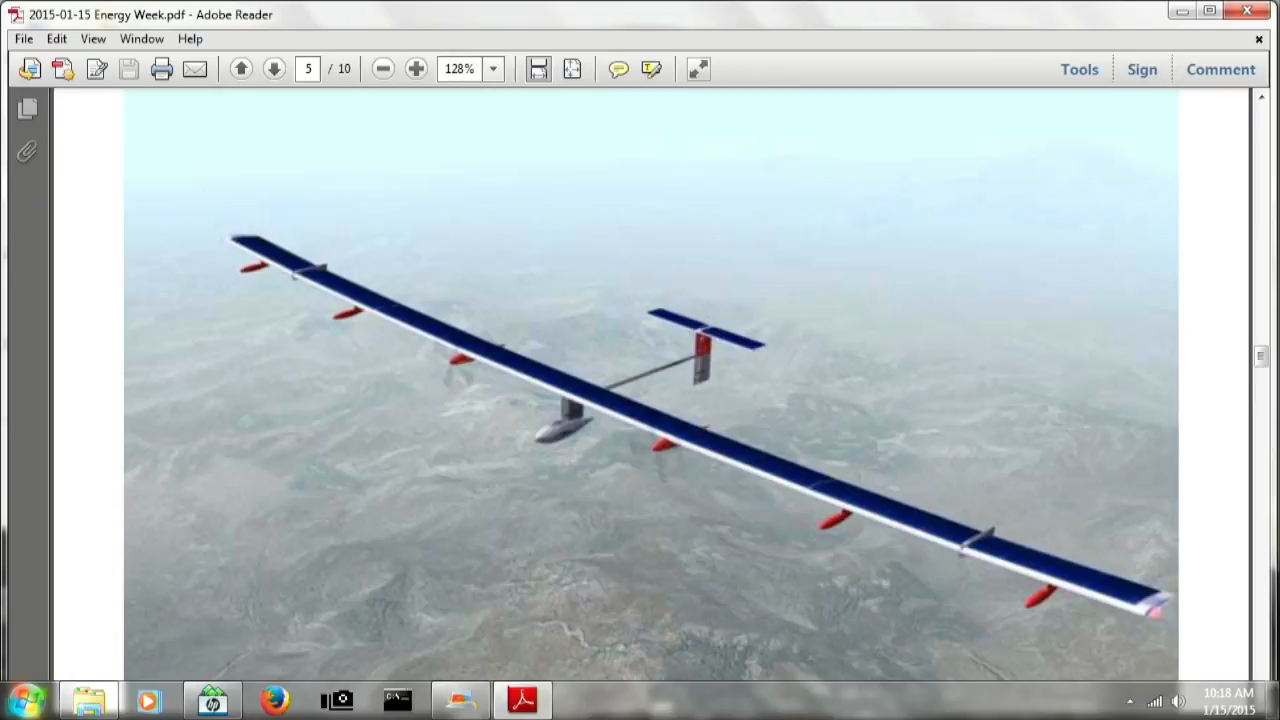 2015-01-15 Energy Week.pdf - Adobe Reader
File Edit View Window Help
5 / 10 128% Tools Sign Comment
10:18 AM
1/15/2015